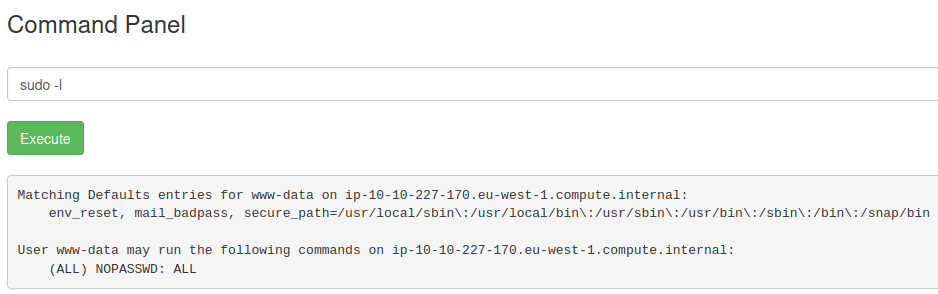 Command Panel
sudo -l
Execute
Matching Defaults entries for www-data on ip-10-10-227-170.eu-west-1.compute.internal:
    env_reset, mail_badpass, secure_path=/usr/local/sbin\:/usr/local/bin\:/usr/sbin\:/usr/bin\:/sbin\:/bin\:/snap/bin
User www-data may run the following commands on ip-10-10-227-170.eu-west-1.compute.internal:
    (ALL) NOPASSWD: ALL